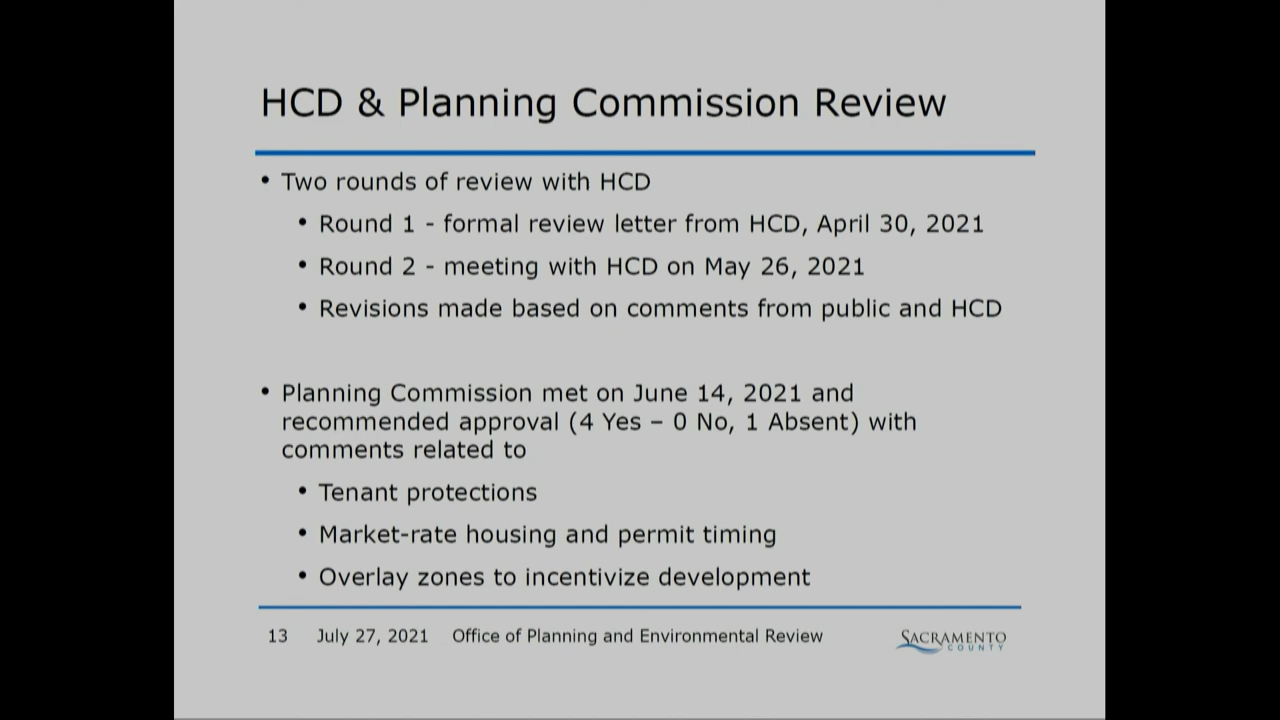 HCD & Planning Commission Review
• Two rounds of review with HCD
• Round 1 - formal review letter from HCD, April 30, 2021
• Round 2 - meeting with HCD on May 26, 2021
• Revisions made based on comments from public and HCD
• Planning Commission met on June 14, 2021 and
recommended approval (4 Yes – 0 No, 1 Absent) with
comments related to
• Tenant protections
• Market-rate housing and permit timing
• Overlay zones to incentivize development
13 July 27, 2021 Office of Planning and Environmental Review
SACRAMENTO
COUNTY